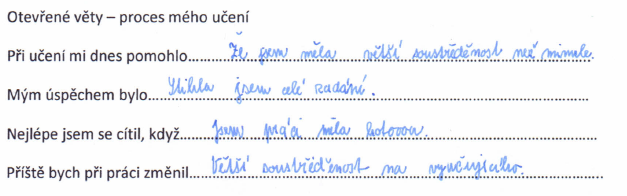 Otevřené věty – proces mého učení
Při učení mi dnes pomohlo Že jsem měla větší soustředěnost než minule.
Mým úspěchem bylo Stihla jsem celé zadání.
Nejlépe jsem se cítil, když jsem práci měla hotovou.
Příště bych při práci změnil Větší soustředěnost na vyučujícího.